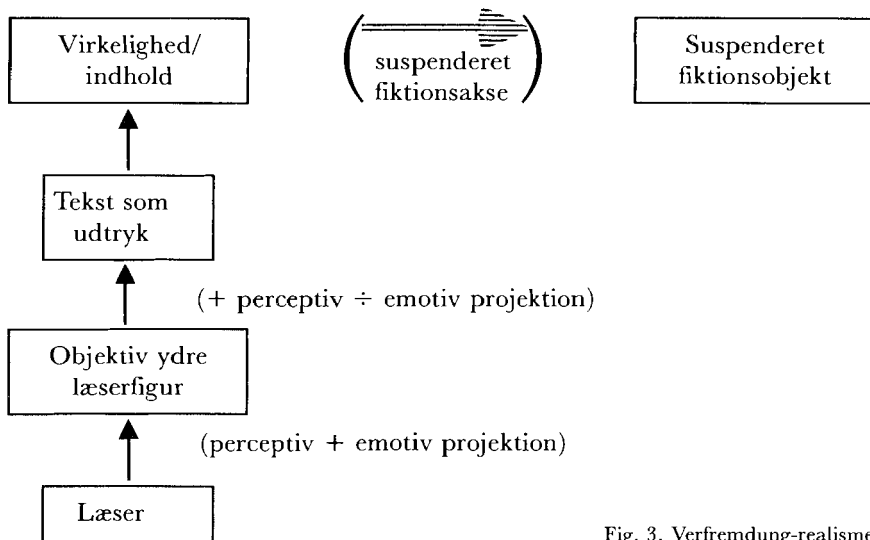 Virkelighed/
indhold
suspenderet
fiktionsakse
Suspenderet
fiktionsobjekt
Tekst som
udtryk
(+ perceptiv ÷ emotiv projektion)
Objektiv ydre
læserfigur
(perceptiv + emotiv projektion)
Læser
Fig. 3. Verfremdung-realisme